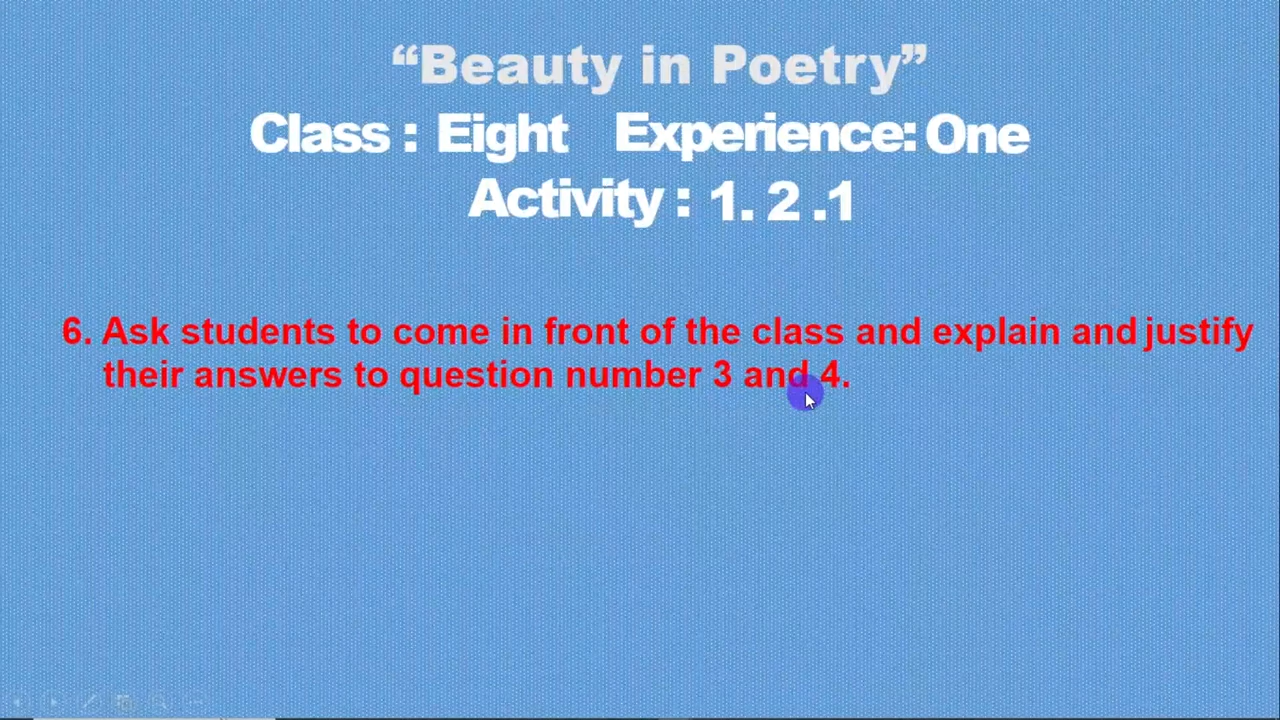 “Beauty in Poetry”
Class : Eight Experience: One
Activity : 1. 2 .1
6. Ask students to come in front of the class and explain and justify
their answers to question number 3 and 4.